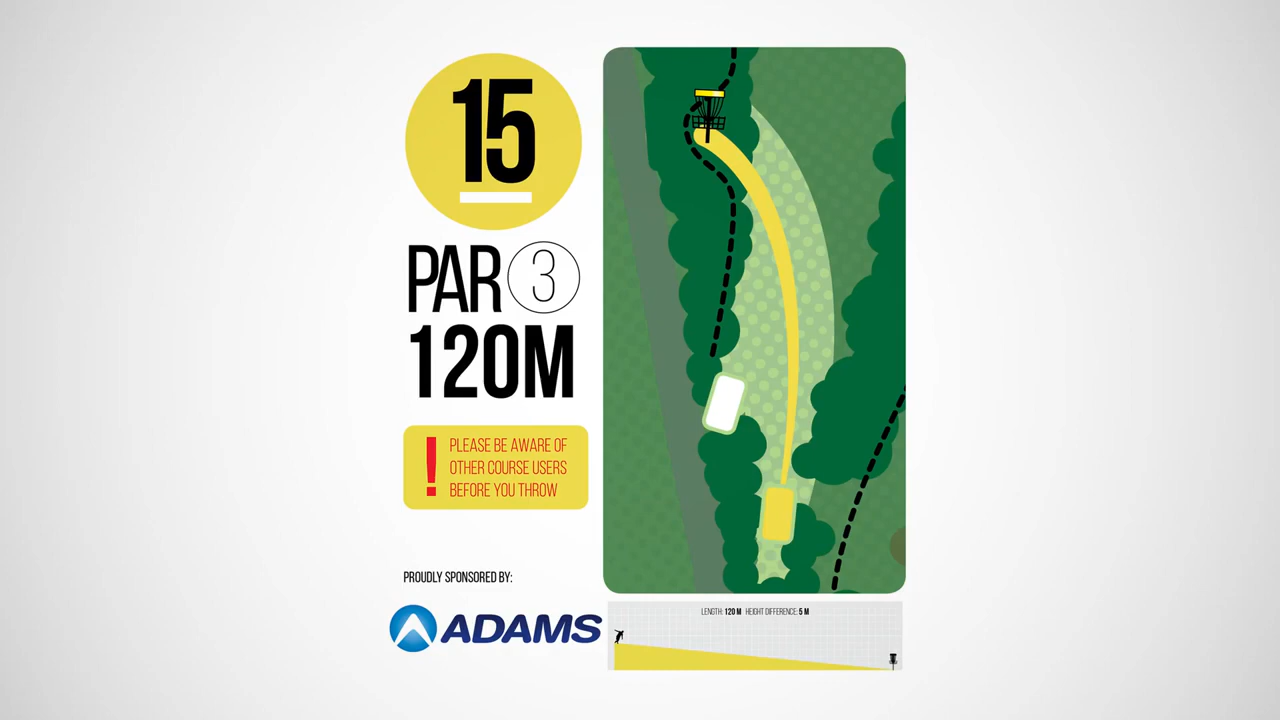 15
PAR 3
120M
! PLEASE BE AWARE OF
OTHER COURSE USERS
BEFORE YOU THROW
PROUDLY SPONSORED BY:
ADAMS
LENGTH: 120 M HEIGHT DIFFERENCE: 5 M